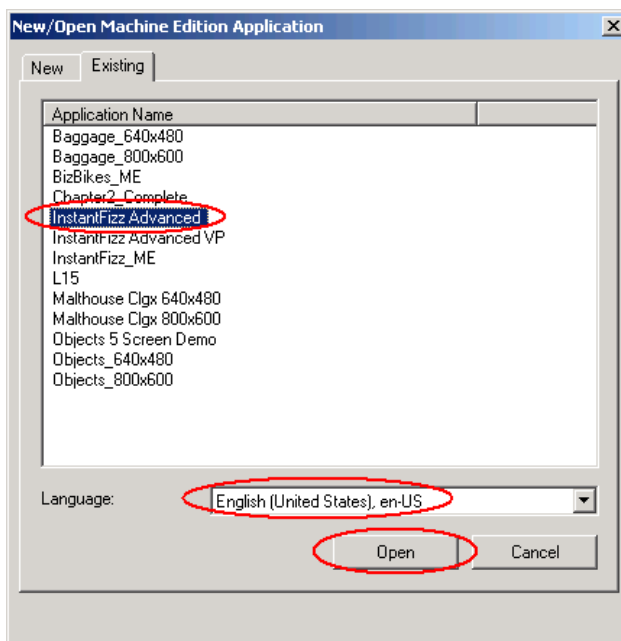 New/Open Machine Edition Application
New Existing
Application Name
Baggage_640x480
Baggage_800x600
BizBikes_ME
Chapter2_Complete
InstantFizz Advanced
InstantFizz Advanced VP
InstantFizz_ME
L15
Malthouse Clgx 640x480
Malthouse Clgx 800x600
Objects 5 Screen Demo
Objects_640x480
Objects_800x600
Language: English (United States), en-US
Open Cancel